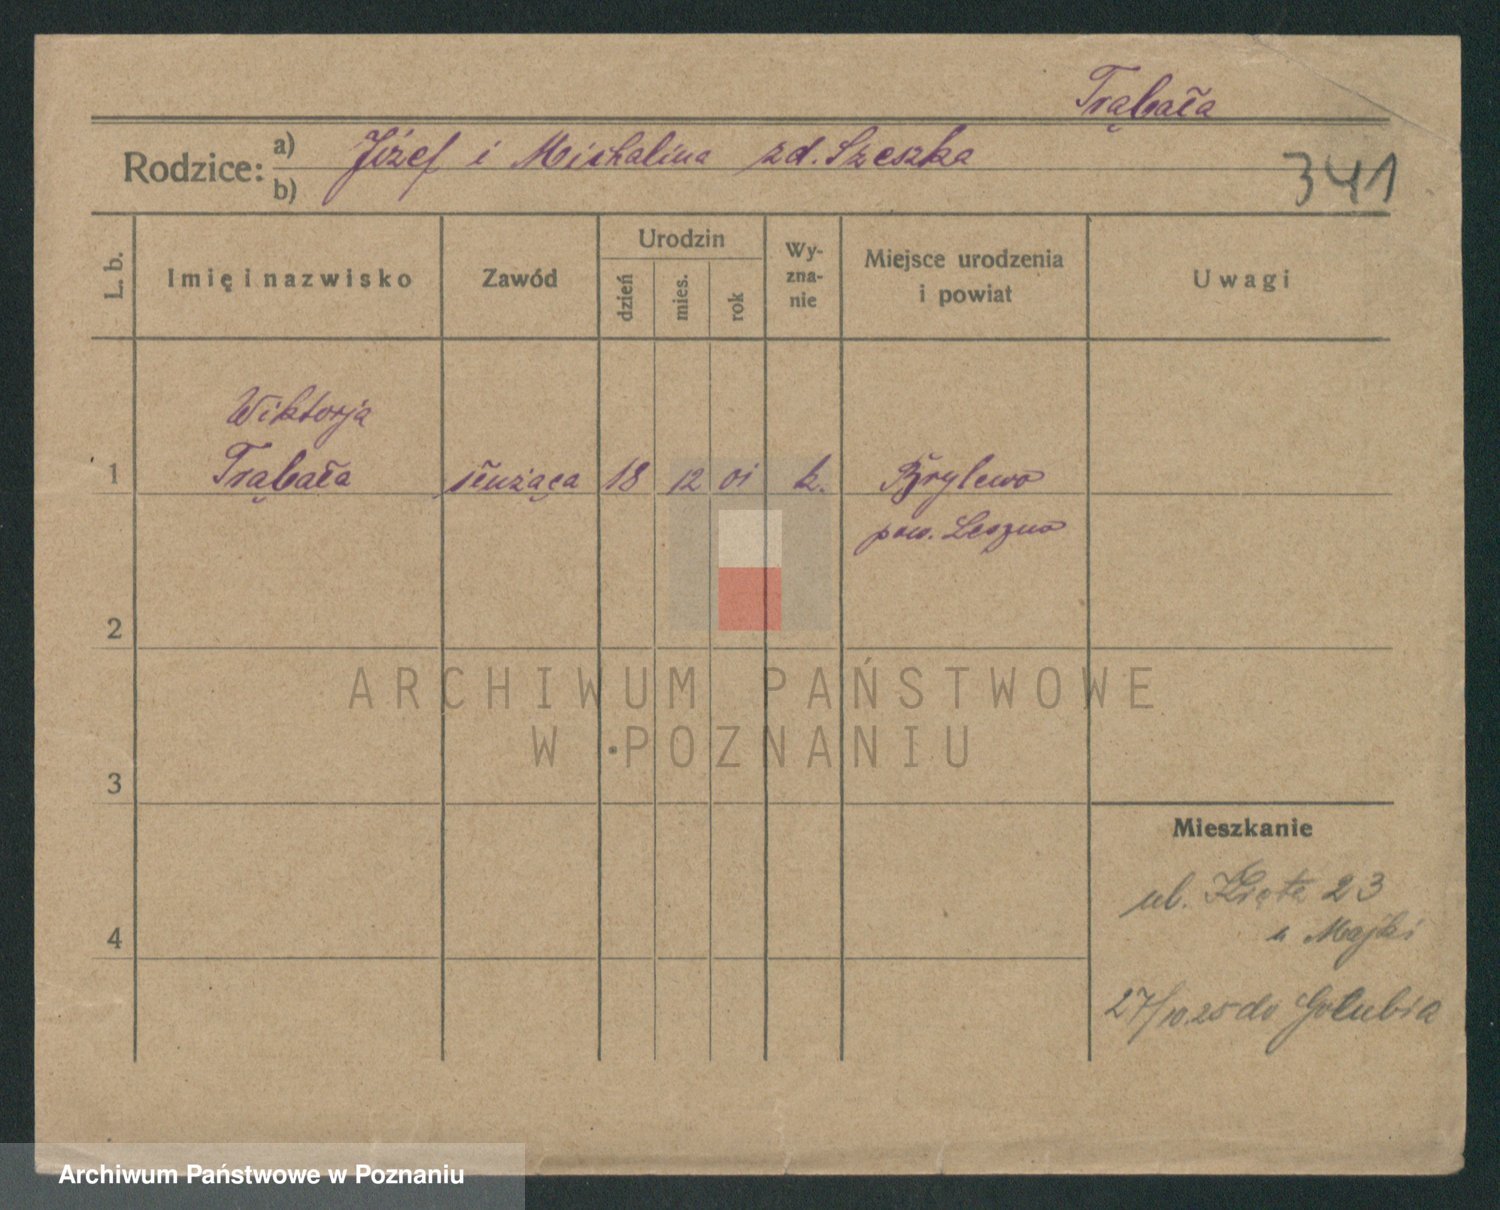 Trąbała
Rodzice: a) Józef i Michalina zd. Szeszka
b)
341
L. b.
Imię i nazwisko
Zawód
Urodzin
dzień
mies.
rok
Wy-
zna-
nie
Miejsce urodzenia
i powiat
Uwagi
Wiktorja
1 Trąbała służąca 18 12 01 k. Brylewo
pow. Leszno
2
3
4
Mieszkanie
ul. Kręta 23
u Majki
27/10.25 do Golubia
ARCHIWUM PAŃSTWOWE
W POZNANIU
Archiwum Państwowe w Poznaniu